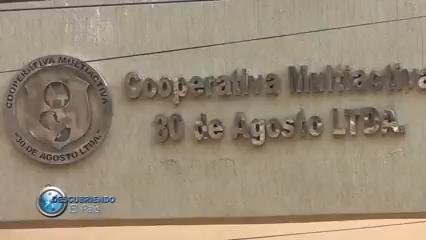 COOPERATIVA MULTIACTIVA
"30 DE AGOSTO LTDA."
Cooperativa Multiactiva
30 de Agosto LTDA.
DESCUBRIENDO
El País